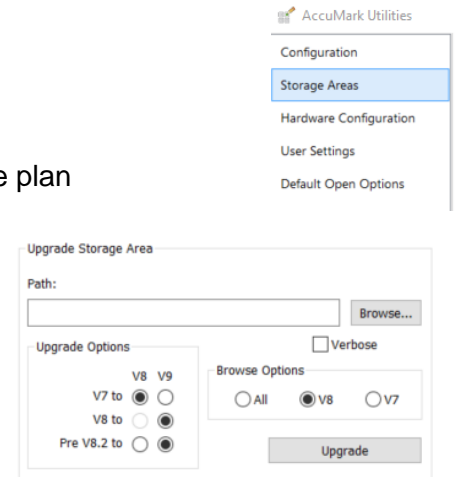 AccuMark Utilities
Configuration
Storage Areas
Hardware Configuration
User Settings
plan
Default Open Options
Upgrade Storage Area
Path:
Browse...
Verbose
Upgrade Options
V8 V9
V7 to
V8 to
Pre V8.2 to
Browse Options
All V8 V7
Upgrade